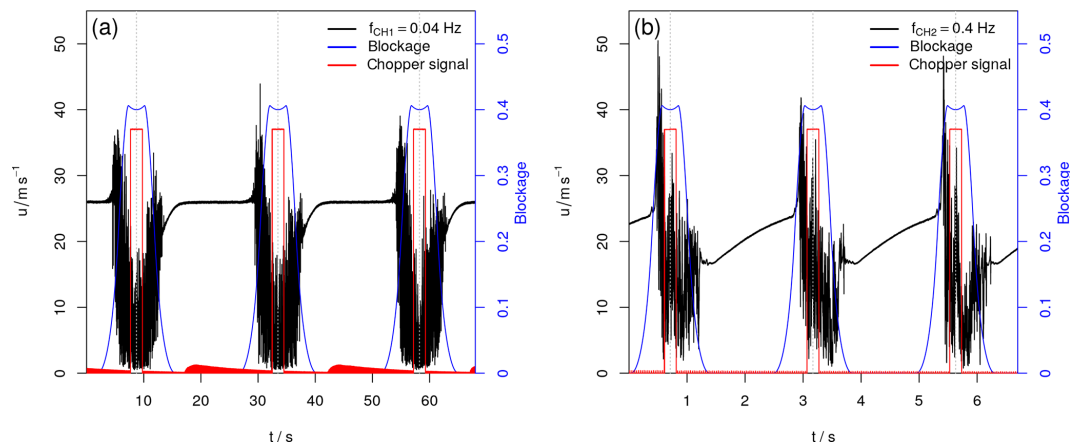 (a)
f_CH1 = 0.04 Hz
Blockage
Chopper signal
u / m s⁻¹
0
10
20
30
40
50
0
0.1
0.2
0.3
0.4
0.5
Blockage
10
20
30
40
50
60
t / s
(b)
f_CH2 = 0.4 Hz
Blockage
Chopper signal
u / m s⁻¹
0
10
20
30
40
50
0
0.1
0.2
0.3
0.4
0.5
Blockage
1
2
3
4
5
6
t / s